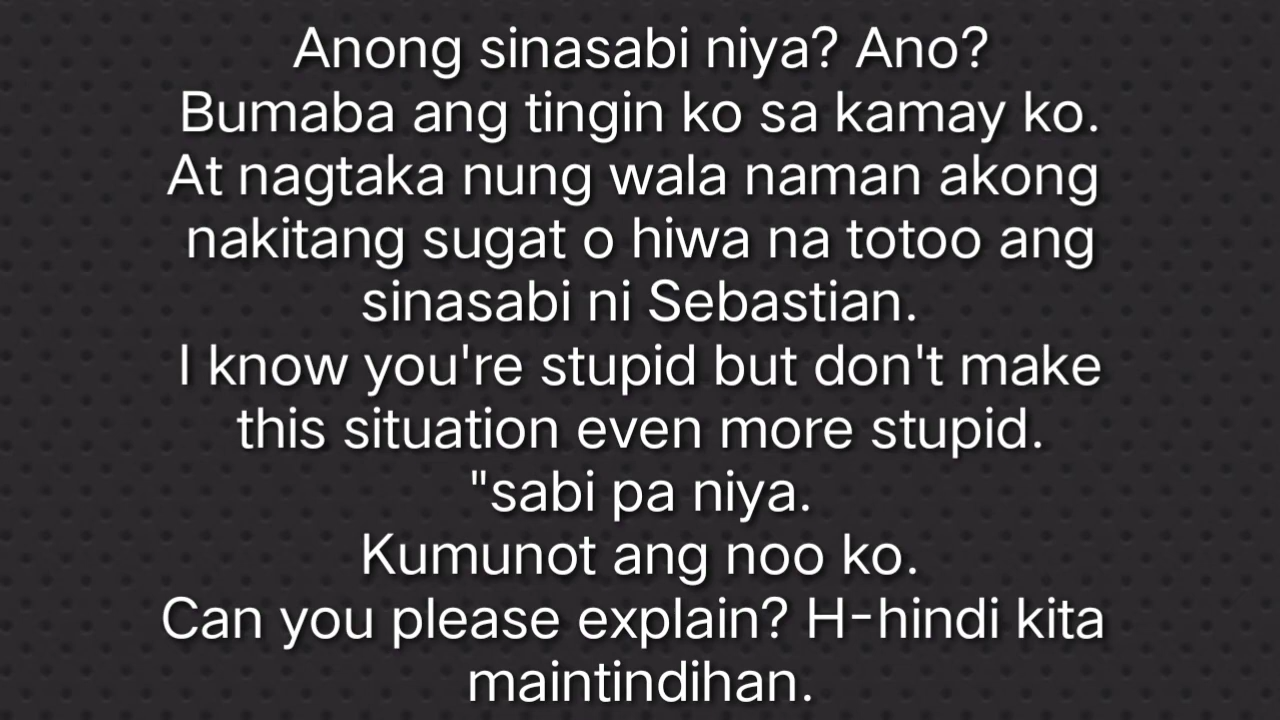 Anong sinasabi niya? Ano?
Bumaba ang tingin ko sa kamay ko.
At nagtaka nung wala naman akong
nakitang sugat o hiwa na totoo ang
sinasabi ni Sebastian.
I know you're stupid but don't make
this situation even more stupid.
"sabi pa niya.
Kumunot ang noo ko.
Can you please explain? H-hindi kita
maintindihan.